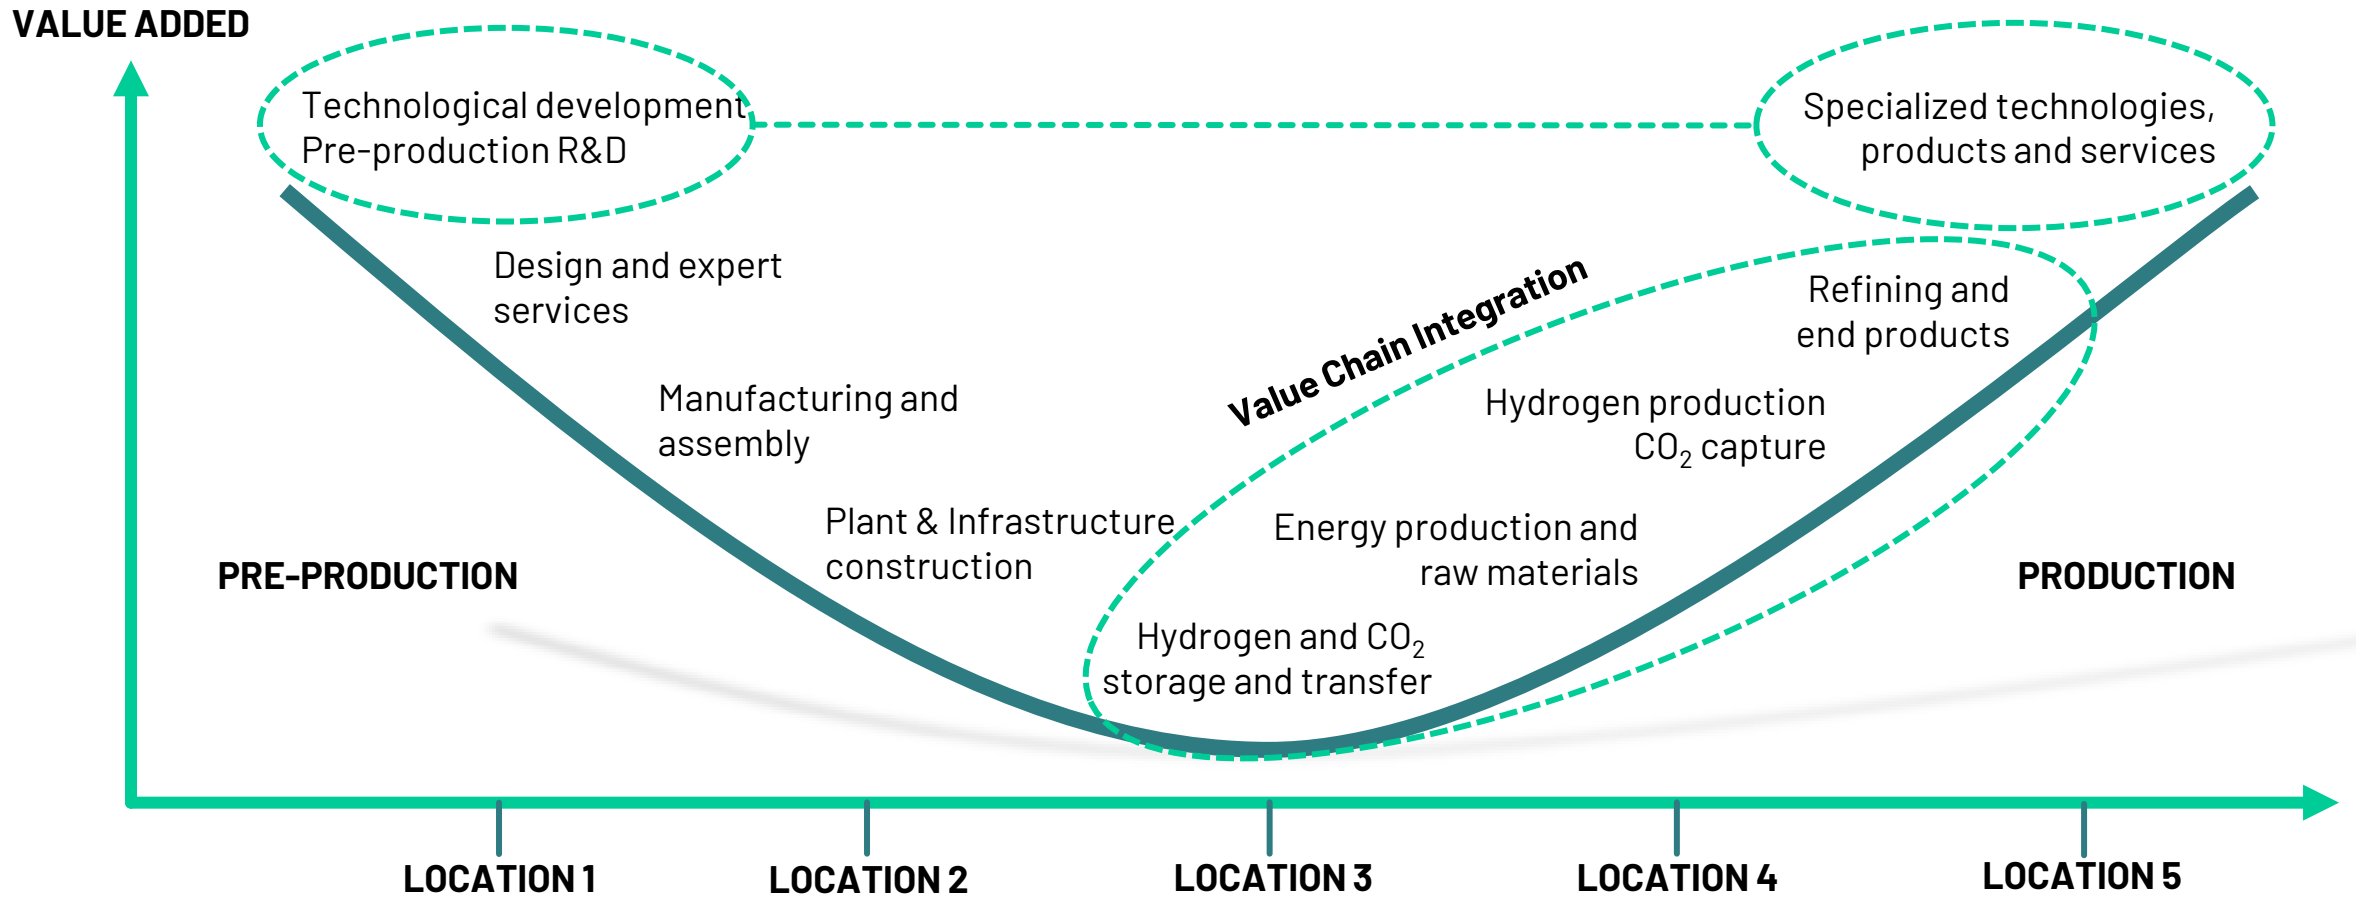 VALUE ADDED
Technological development
Pre-production R&D
Specialized technologies,
products and services
Design and expert
services
Value Chain Integration
Refining and
end products
Manufacturing and
assembly
Hydrogen production
CO₂ capture
Plant & Infrastructure
construction
Energy production and
raw materials
PRE-PRODUCTION
PRODUCTION
Hydrogen and CO₂
storage and transfer
LOCATION 1
LOCATION 2
LOCATION 3
LOCATION 4
LOCATION 5